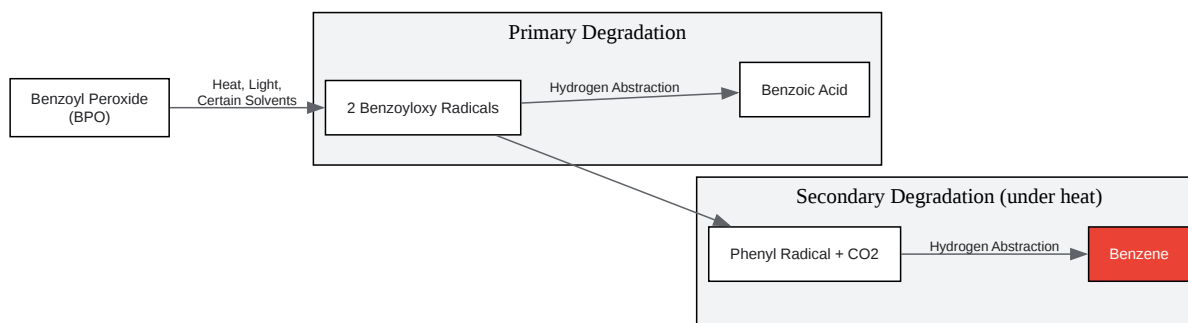 Primary Degradation
Benzoyl Peroxide
(BPO)
Heat, Light,
Certain Solvents
2 Benzoyloxy Radicals
Hydrogen Abstraction
Benzoic Acid
Secondary Degradation (under heat)
Phenyl Radical + CO2
Hydrogen Abstraction
Benzene